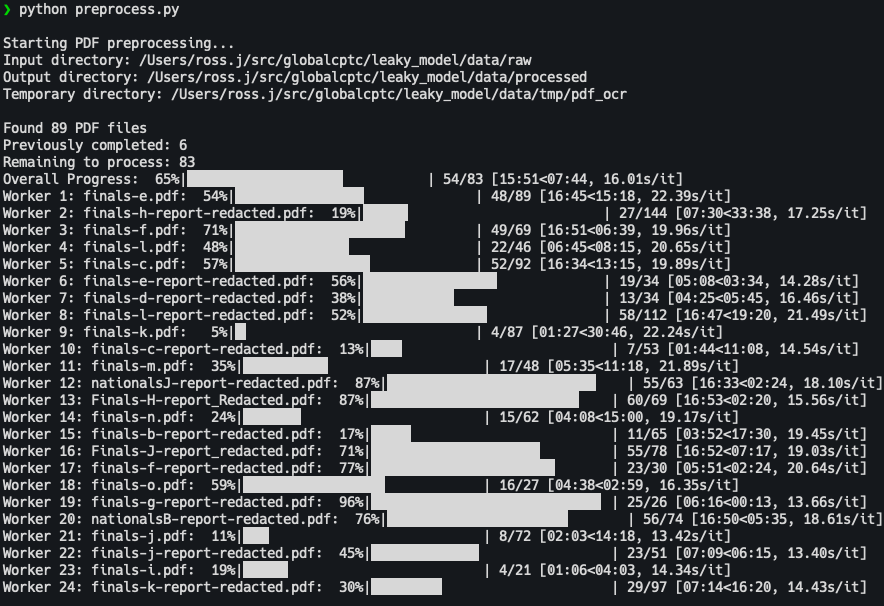 ❯ python preprocess.py
Starting PDF preprocessing...
Input directory: /Users/ross.j/src/globalcptc/leaky_model/data/raw
Output directory: /Users/ross.j/src/globalcptc/leaky_model/data/processed
Temporary directory: /Users/ross.j/src/globalcptc/leaky_model/data/tmp/pdf_ocr
Found 89 PDF files
Previously completed: 6
Remaining to process: 83
Overall Progress:  65%| | 54/83 [15:51<07:44, 16.01s/it]
Worker 1: finals-e.pdf:  54%| | 48/89 [16:45<15:18, 22.39s/it]
Worker 2: finals-h-report-redacted.pdf:  19%| | 27/144 [07:30<33:38, 17.25s/it]
Worker 3: finals-f.pdf:  71%| | 49/69 [16:51<06:39, 19.96s/it]
Worker 4: finals-l.pdf:  48%| | 22/46 [06:45<08:15, 20.65s/it]
Worker 5: finals-c.pdf:  57%| | 52/92 [16:34<13:15, 19.89s/it]
Worker 6: finals-e-report-redacted.pdf:  56%| | 19/34 [05:08<03:34, 14.28s/it]
Worker 7: finals-d-report-redacted.pdf:  38%| | 13/34 [04:25<05:45, 16.46s/it]
Worker 8: finals-l-report-redacted.pdf:  52%| | 58/112 [16:47<19:20, 21.49s/it]
Worker 9: finals-k.pdf:   5%| | 4/87 [01:27<30:46, 22.24s/it]
Worker 10: finals-c-report-redacted.pdf:  13%| | 7/53 [01:44<11:08, 14.54s/it]
Worker 11: finals-m.pdf:  35%| | 17/48 [05:35<11:18, 21.89s/it]
Worker 12: nationalsJ-report-redacted.pdf:  87%| | 55/63 [16:33<02:24, 18.10s/it]
Worker 13: Finals-H-report_Redacted.pdf:  87%| | 60/69 [16:53<02:20, 15.56s/it]
Worker 14: finals-n.pdf:  24%| | 15/62 [04:08<15:00, 19.17s/it]
Worker 15: finals-b-report-redacted.pdf:  17%| | 11/65 [03:52<17:30, 19.45s/it]
Worker 16: Finals-J-report_redacted.pdf:  71%| | 55/78 [16:52<07:17, 19.03s/it]
Worker 17: finals-f-report-redacted.pdf:  77%| | 23/30 [05:51<02:24, 20.64s/it]
Worker 18: finals-o.pdf:  59%| | 16/27 [04:38<02:59, 16.35s/it]
Worker 19: finals-g-report-redacted.pdf:  96%| | 25/26 [06:16<00:13, 13.66s/it]
Worker 20: nationalsB-report-redacted.pdf:  76%| | 56/74 [16:50<05:35, 18.61s/it]
Worker 21: finals-j.pdf:  11%| | 8/72 [02:03<14:18, 13.42s/it]
Worker 22: finals-j-report-redacted.pdf:  45%| | 23/51 [07:09<06:15, 13.40s/it]
Worker 23: finals-i.pdf:  19%| | 4/21 [01:06<04:03, 14.34s/it]
Worker 24: finals-k-report-redacted.pdf:  30%| | 29/97 [07:14<16:20, 14.43s/it]